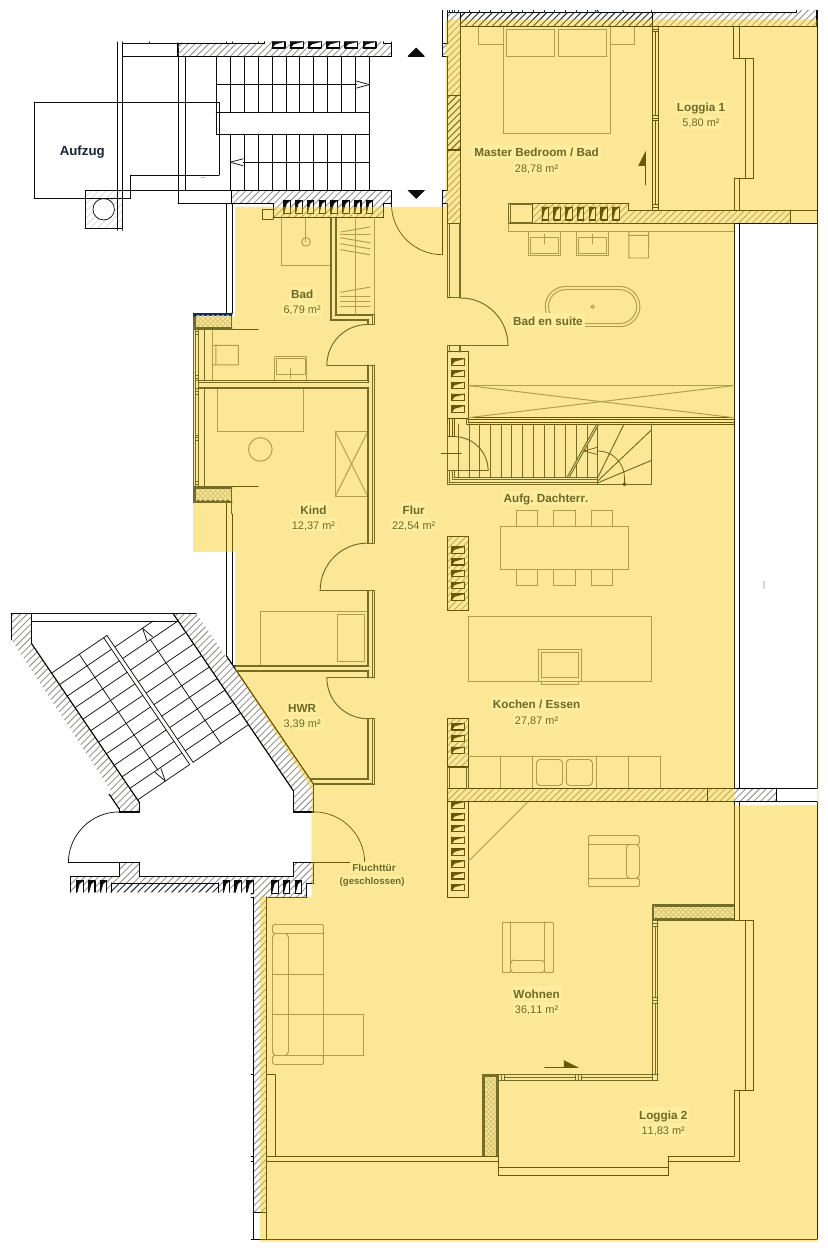 Loggia 1
5,80 m²
Aufzug
Master Bedroom / Bad
28,78 m²
Bad
6,79 m²
Bad en suite
Aufg. Dachterr.
Kind
12,37 m²
Flur
22,54 m²
HWR
3,39 m²
Kochen / Essen
27,87 m²
Fluchttür
(geschlossen)
Wohnen
36,11 m²
Loggia 2
11,83 m²